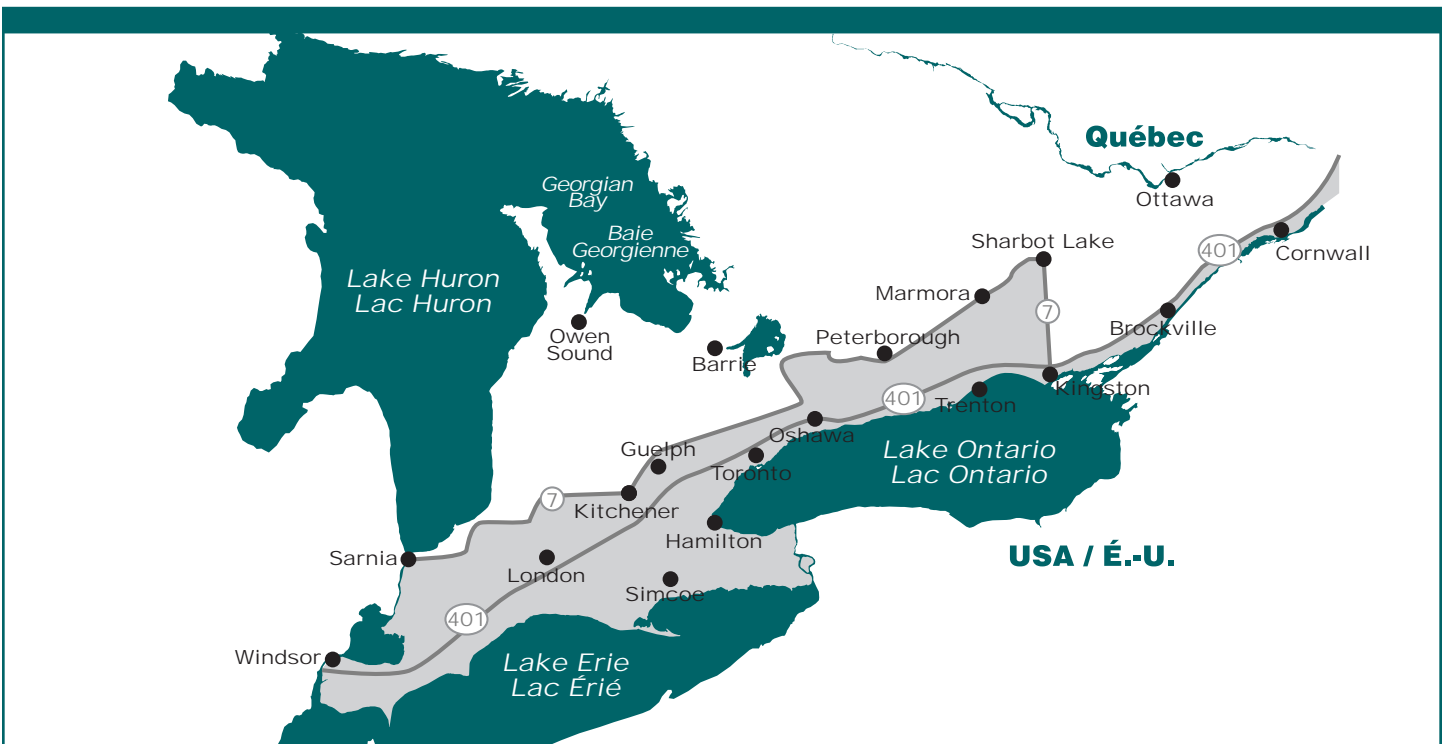 Québec
Ottawa
Georgian
Bay
Baie
Georgienne
Sharbot Lake
401
Cornwall
Lake Huron
Lac Huron
Marmora
7
Brockville
Owen
Sound
Peterborough
Barrie
Kingston
401
Trenton
Oshawa
Guelph
Toronto
Lake Ontario
Lac Ontario
7
Kitchener
Hamilton
Sarnia
London
USA / É.-U.
Simcoe
401
Windsor
Lake Erie
Lac Érié